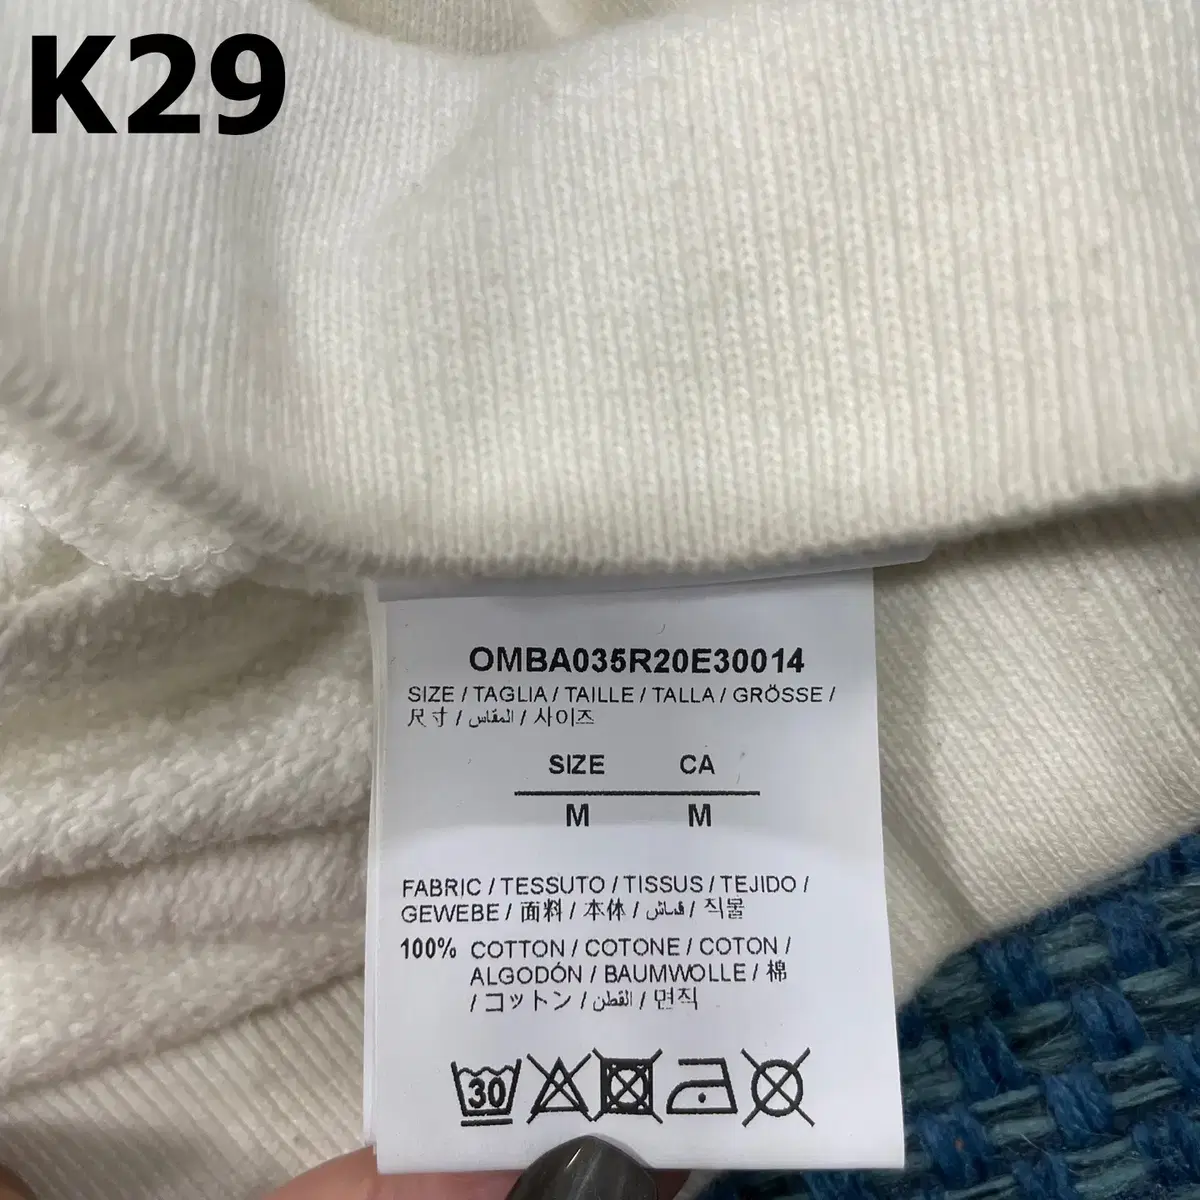 K29
OMBA035R20E30014
SIZE / TAGLIA / TAILLE / TALLA / GRÖSSE /
尺寸 / المقاس / 사이즈
SIZE CA
M M
FABRIC / TESSUTO / TISSUS / TEJIDO /
GEWEBE / 面料 / 本体 / قماش / 직물
100% COTTON / COTONE / COTON /
ALGODÓN / BAUMWOLLE / 棉
/ コットン / القطن / 면직
30